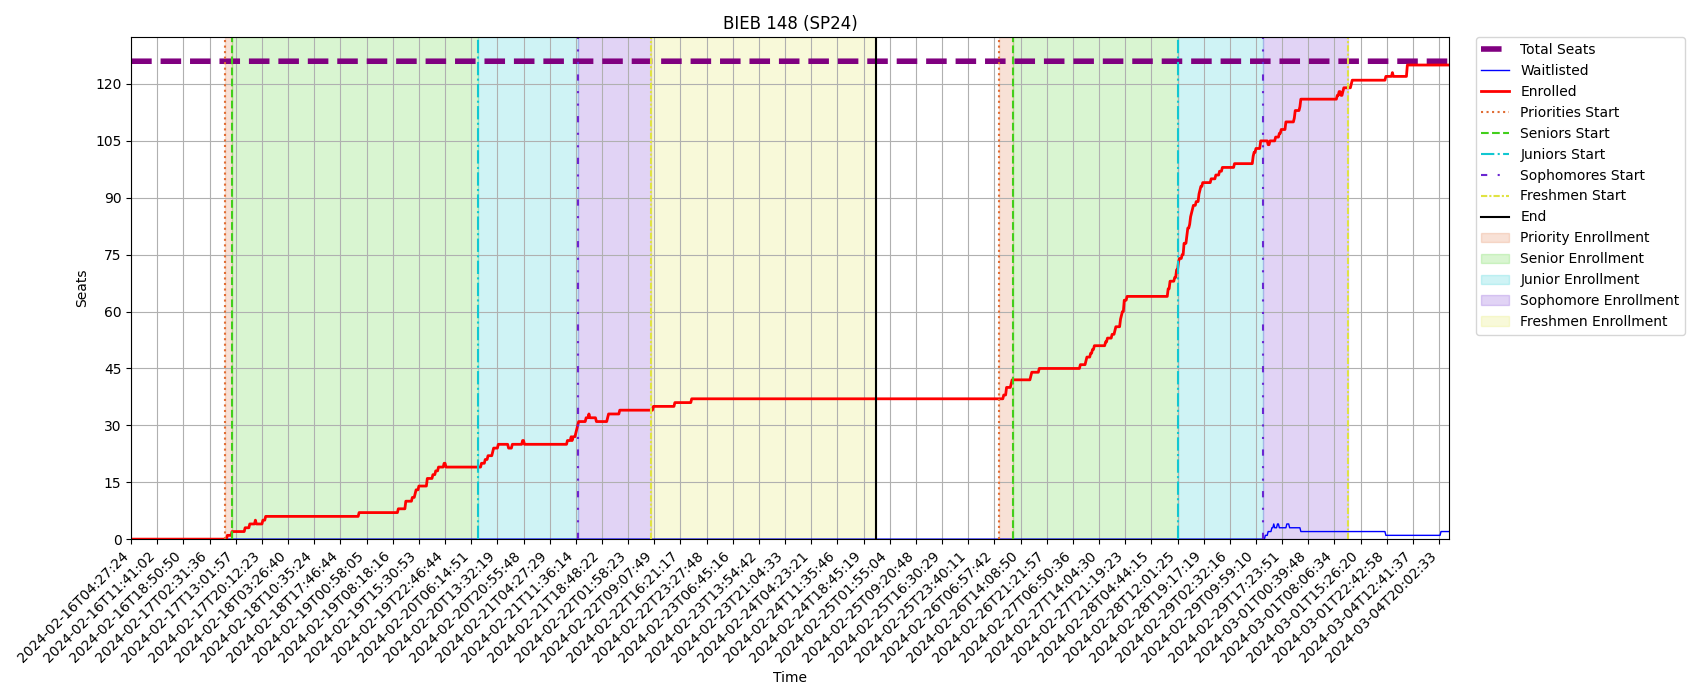 BIEB 148 (SP24)
Seats
120
105
90
75
60
45
30
15
0
2024-02-16T04:27:24
2024-02-16T11:41:02
2024-02-16T18:50:50
2024-02-17T02:31:36
2024-02-17T13:01:57
2024-02-17T20:12:23
2024-02-18T03:26:40
2024-02-18T10:35:24
2024-02-18T17:46:44
2024-02-19T00:58:05
2024-02-19T08:18:16
2024-02-19T15:30:53
2024-02-19T22:46:44
2024-02-20T06:14:51
2024-02-20T13:32:19
2024-02-20T20:55:48
2024-02-21T04:27:29
2024-02-21T11:36:14
2024-02-21T18:48:22
2024-02-22T01:58:23
2024-02-22T09:07:49
2024-02-22T16:21:17
2024-02-22T23:27:48
2024-02-23T06:45:16
2024-02-23T13:54:42
2024-02-23T21:04:33
2024-02-24T04:23:21
2024-02-24T11:35:46
2024-02-24T18:45:19
2024-02-25T01:55:04
2024-02-25T09:20:48
2024-02-25T16:30:29
2024-02-25T23:40:11
2024-02-26T06:57:42
2024-02-26T14:08:50
2024-02-26T21:21:57
2024-02-27T06:50:36
2024-02-27T14:04:30
2024-02-27T21:19:23
2024-02-28T04:44:15
2024-02-28T12:01:25
2024-02-28T19:17:19
2024-02-29T02:32:16
2024-02-29T09:59:10
2024-02-29T17:23:51
2024-03-01T00:39:48
2024-03-01T08:06:34
2024-03-01T15:26:20
2024-03-01T22:42:58
2024-03-04T12:41:37
2024-03-04T20:02:33
Time
Total Seats
Waitlisted
Enrolled
Priorities Start
Seniors Start
Juniors Start
Sophomores Start
Freshmen Start
End
Priority Enrollment
Senior Enrollment
Junior Enrollment
Sophomore Enrollment
Freshmen Enrollment